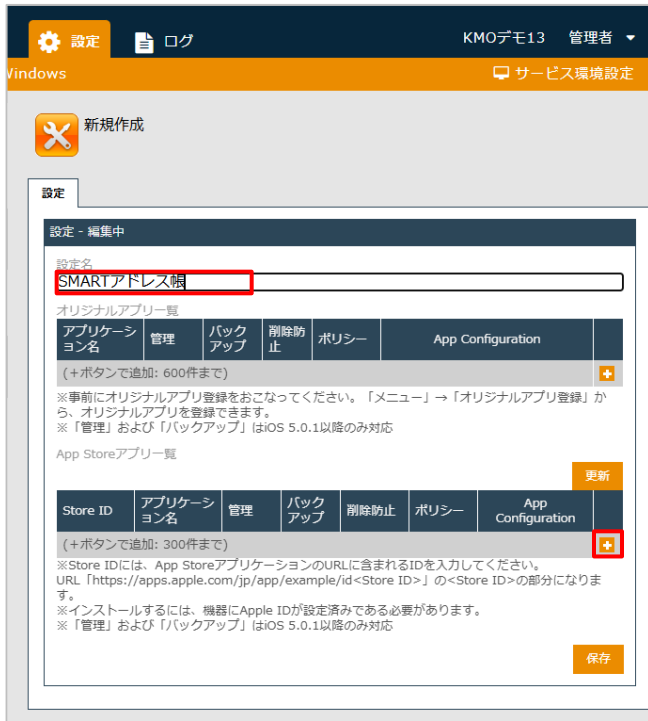 設定
ログ
KMOデモ13
管理者
Windows
サービス環境設定
新規作成
設定
設定 - 編集中
設定名
SMARTアドレス帳
オリジナルアプリ一覧
アプリケーション名 管理 バックアップ 削除防止 ポリシー App Configuration
(+ボタンで追加: 600件まで)
※事前にオリジナルアプリ登録をおこなってください。「メニュー」→「オリジナルアプリ登録」か
ら、オリジナルアプリを登録できます。
※「管理」および「バックアップ」はiOS 5.0.1以降のみ対応
App Storeアプリ一覧
更新
Store ID アプリケーション名 管理 バックアップ 削除防止 ポリシー App Configuration
(+ボタンで追加: 300件まで)
※Store IDには、App StoreアプリケーションのURLに含まれるIDを入力してください。
URL「https://apps.apple.com/jp/app/example/id<Store ID>」の<Store ID>の部分になりま
す。
※インストールするには、機器にApple IDが設定済みである必要があります。
※「管理」および「バックアップ」はiOS 5.0.1以降のみ対応
保存